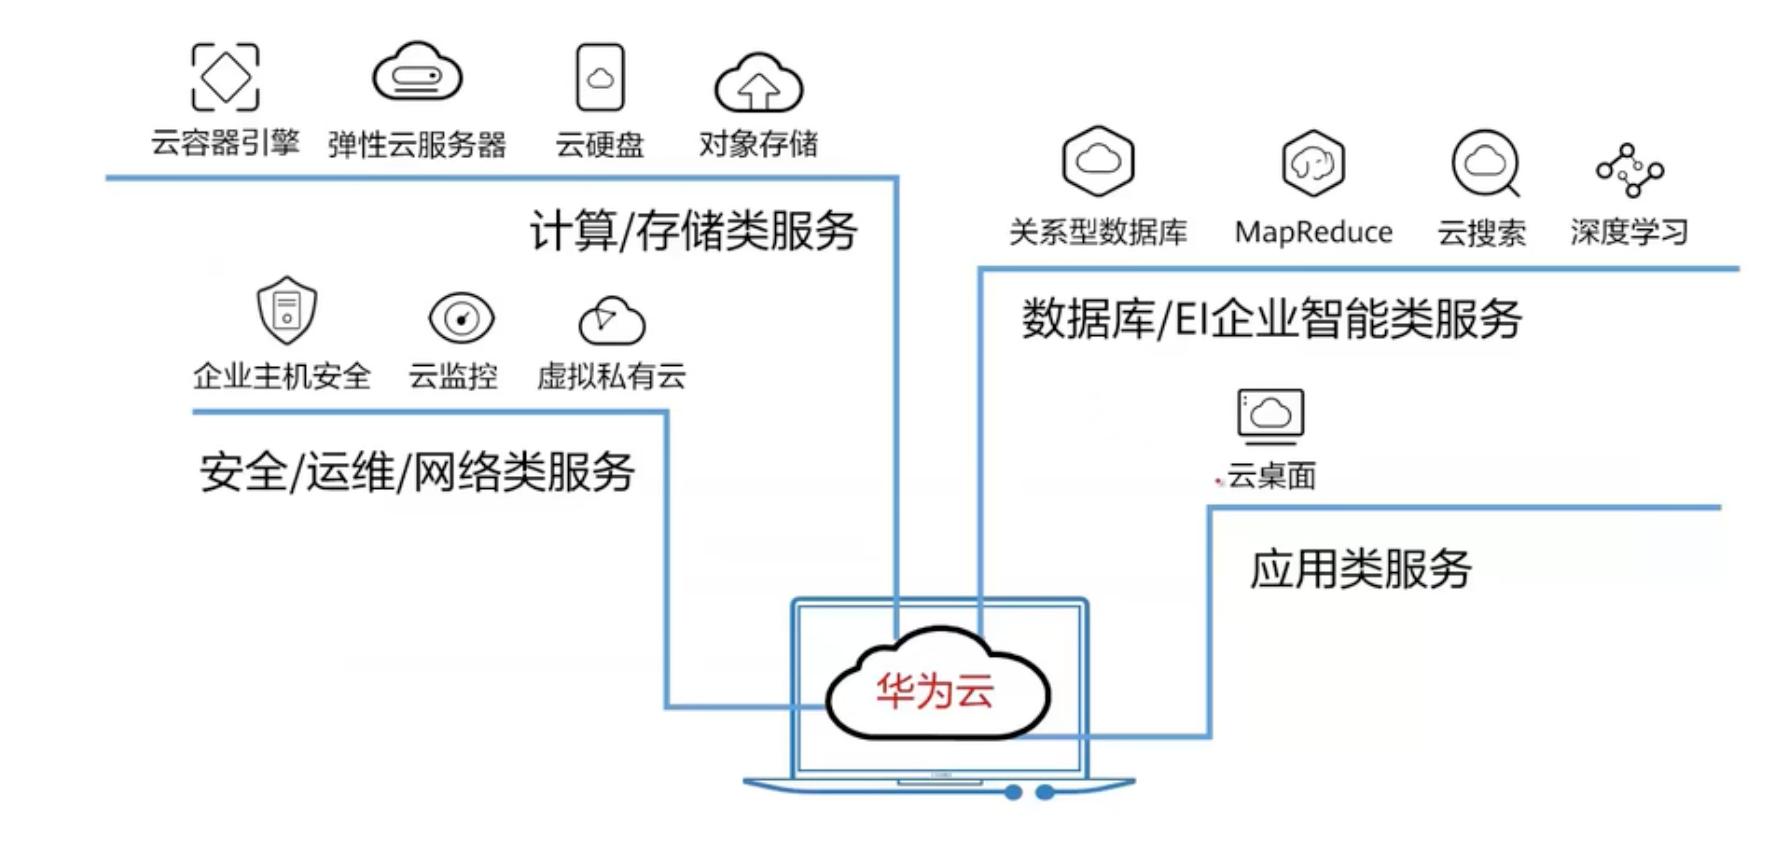 云容器引擎 弹性云服务器 云硬盘 对象存储
计算/存储类服务
关系型数据库 MapReduce 云搜索 深度学习
数据库/EI企业智能类服务
企业主机安全 云监控 虚拟私有云
安全/运维/网络类服务
云桌面
应用类服务
华为云